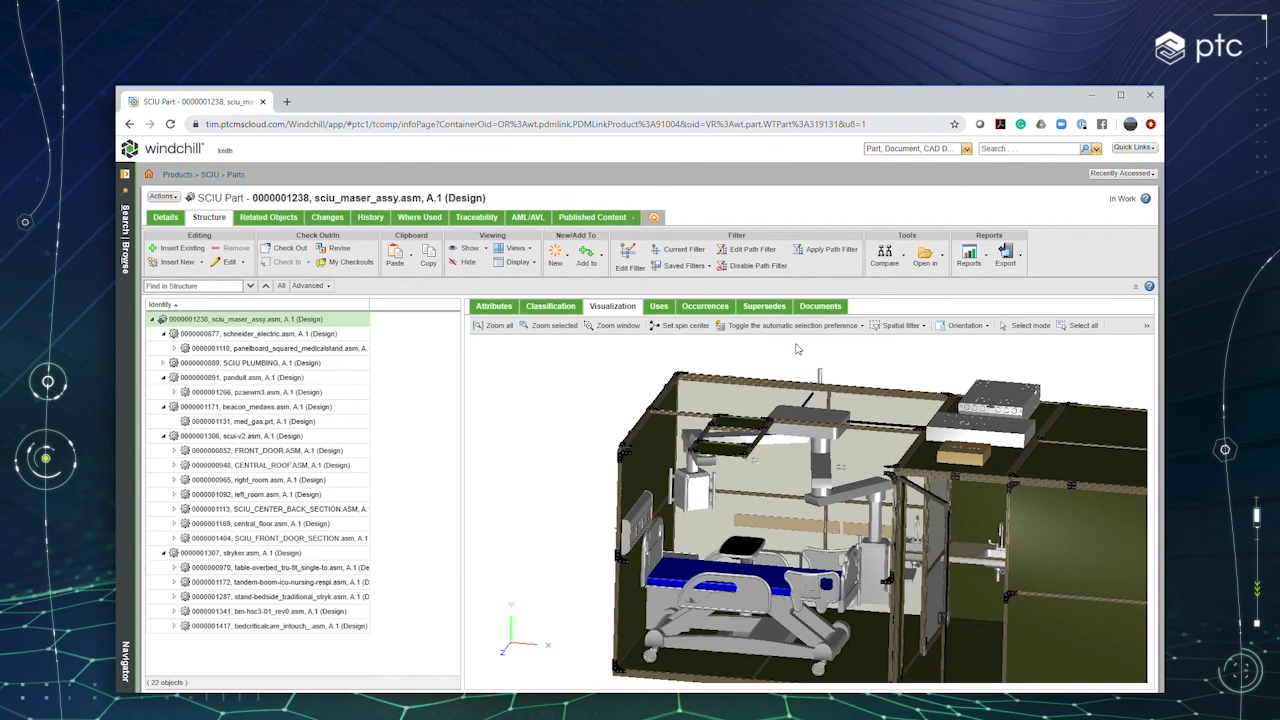 ptc
SCIU Part - 0000001238, sciu_ma
tim.ptcmscloud.com/Windchill/app/#ptc1/tcomp/infoPage?ContainerOid=OR%3Awt.pdmlink.PDMLinkProduct%3A91004&oid=VR%3Awt.part.WTPart%3A319131&u8=1
windchill keith Part, Document, CAD D... Search . . . Quick Links
Products › SCIU › Parts Recently Accessed
Actions SCIU Part - 0000001238, sciu_maser_assy.asm, A.1 (Design) In Work
Details Structure Related Objects Changes History Where Used Traceability AML/AVL Published Content
Editing Check Out/In Clipboard Viewing New/Add To Filter Tools Reports
Insert Existing Remove Check Out Revise Show Views Current Filter Edit Path Filter Apply Path Filter
Insert New Edit Check In My Checkouts Paste Copy Hide Display New Add to Edit Filter Saved Filters Disable Path Filter Compare Open in Reports Export
Find in Structure All Advanced
Identity Attributes Classification Visualization Uses Occurrences Supersedes Documents
Zoom all Zoom selected Zoom window Set spin center Toggle the automatic selection preference Spatial filter Orientation Select mode Select all
0000001238, sciu_maser_assy.asm, A.1 (Design)
0000000877, schneider_electric.asm, A.1 (Design)
0000001110, panelboard_squared_medicalstand.asm, A.
0000000889, SCIU PLUMBING, A.1 (Design)
0000000891, panduit.asm, A.1 (Design)
0000001266, pzaewm3.asm, A.1 (Design)
0000001171, beacon_medaes.asm, A.1 (Design)
0000001131, med_gas.prt, A.1 (Design)
0000001306, scui-v2.asm, A.1 (Design)
0000000852, FRONT_DOOR.ASM, A.1 (Design)
0000000948, CENTRAL_ROOF.ASM, A.1 (Design)
0000000965, right_room.asm, A.1 (Design)
0000001092, left_room.asm, A.1 (Design)
0000001113, SCIU_CENTER_BACK_SECTION.ASM, A.
0000001169, central_floor.asm, A.1 (Design)
0000001404, SCIU_FRONT_DOOR_SECTION.asm, A.
0000001307, stryker.asm, A.1 (Design)
0000000970, table-overbed_tru-fit_single-to.asm, A.1 (D
0000001172, tandem-boom-icu-nursing-respi.asm, A.1 (D
0000001287, stand-bedside_traditional_stryk.asm, A.1 (D
0000001341, bm-hsc3-01_rev0.asm, A.1 (Design)
0000001417, bedcriticalcare_intouch_.asm, A.1 (Design)
Y
X
Z
( 22 objects )
Search | Browse
Navigator